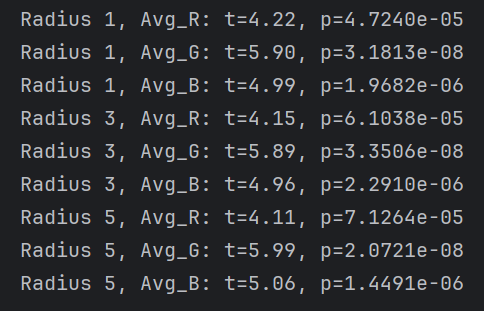 Radius 1, Avg_R: t=4.22, p=4.7240e-05
Radius 1, Avg_G: t=5.90, p=3.1813e-08
Radius 1, Avg_B: t=4.99, p=1.9682e-06
Radius 3, Avg_R: t=4.15, p=6.1038e-05
Radius 3, Avg_G: t=5.89, p=3.3506e-08
Radius 3, Avg_B: t=4.96, p=2.2910e-06
Radius 5, Avg_R: t=4.11, p=7.1264e-05
Radius 5, Avg_G: t=5.99, p=2.0721e-08
Radius 5, Avg_B: t=5.06, p=1.4491e-06